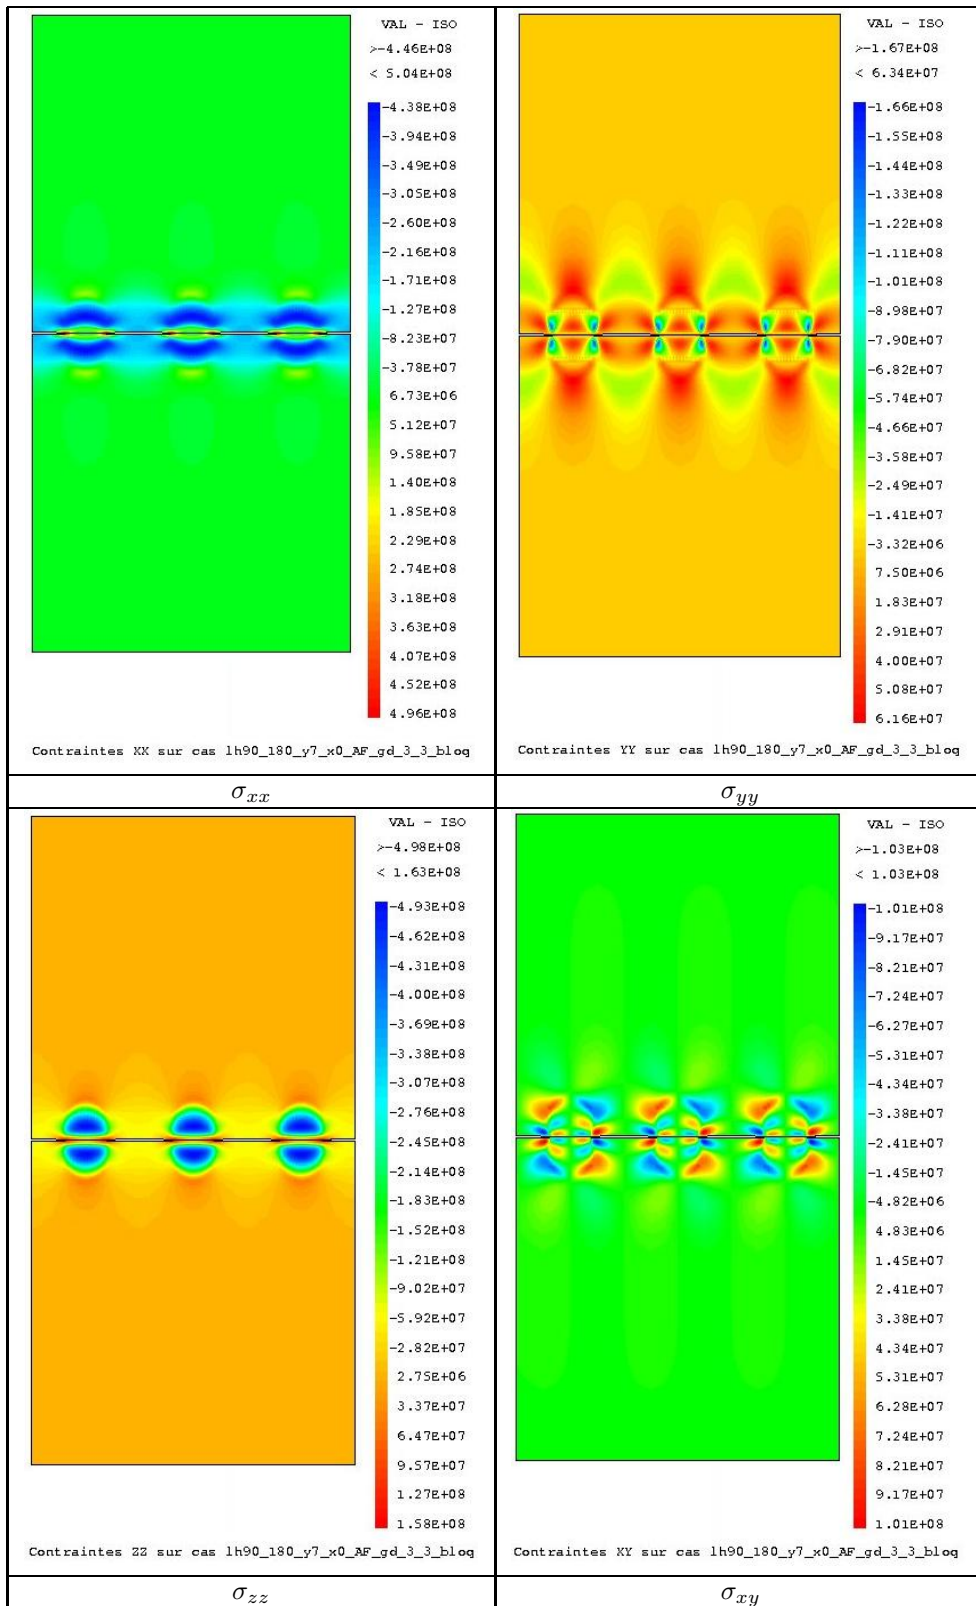 VAL - ISO
>-4.46E+08
< 5.04E+08
-4.38E+08
-3.94E+08
-3.49E+08
-3.05E+08
-2.60E+08
-2.16E+08
-1.71E+08
-1.27E+08
-8.23E+07
-3.78E+07
6.73E+06
5.12E+07
9.58E+07
1.40E+08
1.85E+08
2.29E+08
2.74E+08
3.18E+08
3.63E+08
4.07E+08
4.52E+08
4.96E+08
Contraintes XX sur cas lh90_180_y7_x0_AF_gd_3_3_bloq
σxx
VAL - ISO
>-1.67E+08
< 6.34E+07
-1.66E+08
-1.55E+08
-1.44E+08
-1.33E+08
-1.22E+08
-1.11E+08
-1.01E+08
-8.98E+07
-7.90E+07
-6.82E+07
-5.74E+07
-4.66E+07
-3.58E+07
-2.49E+07
-1.41E+07
-3.32E+06
7.50E+06
1.83E+07
2.91E+07
4.00E+07
5.08E+07
6.16E+07
Contraintes YY sur cas lh90_180_y7_x0_AF_gd_3_3_bloq
σyy
VAL - ISO
>-4.98E+08
< 1.63E+08
-4.93E+08
-4.62E+08
-4.31E+08
-4.00E+08
-3.69E+08
-3.38E+08
-3.07E+08
-2.76E+08
-2.45E+08
-2.14E+08
-1.83E+08
-1.52E+08
-1.21E+08
-9.02E+07
-5.92E+07
-2.82E+07
2.75E+06
3.37E+07
6.47E+07
9.57E+07
1.27E+08
1.58E+08
Contraintes ZZ sur cas lh90_180_y7_x0_AF_gd_3_3_bloq
σzz
VAL - ISO
>-1.03E+08
< 1.03E+08
-1.01E+08
-9.17E+07
-8.21E+07
-7.24E+07
-6.27E+07
-5.31E+07
-4.34E+07
-3.38E+07
-2.41E+07
-1.45E+07
-4.82E+06
4.83E+06
1.45E+07
2.41E+07
3.38E+07
4.34E+07
5.31E+07
6.28E+07
7.24E+07
8.21E+07
9.17E+07
1.01E+08
Contraintes XY sur cas lh90_180_y7_x0_AF_gd_3_3_bloq
σxy